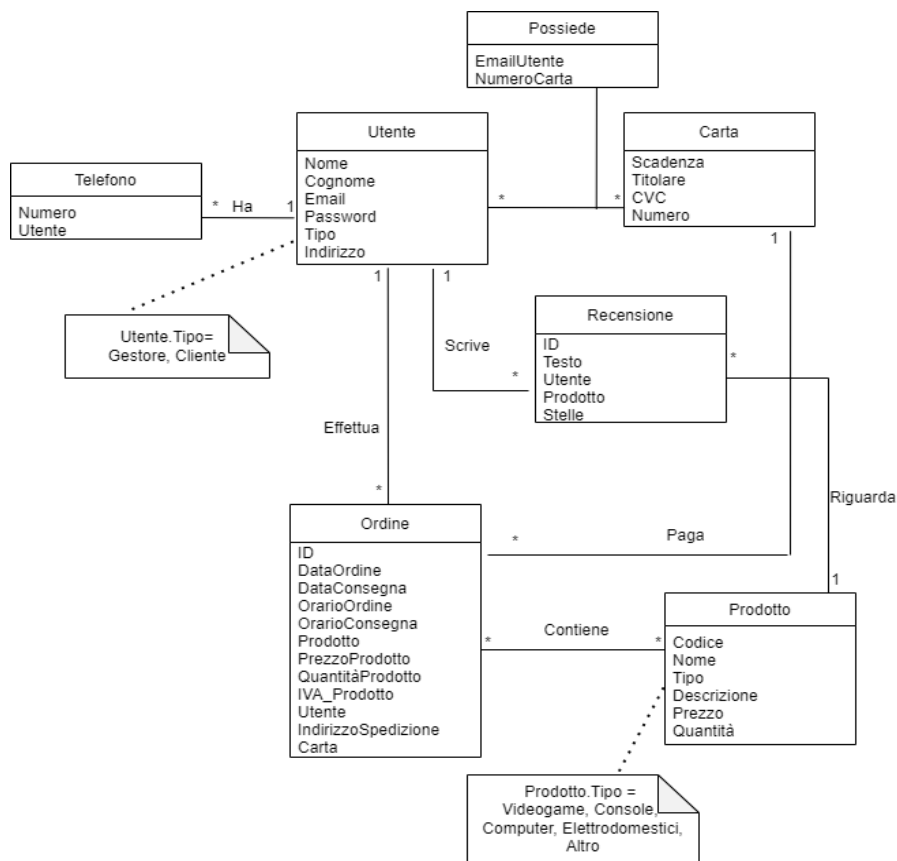 Possiede
EmailUtente
NumeroCarta
Utente
Nome
Cognome
Email
Password
Tipo
Indirizzo
Carta
Scadenza
Titolare
CVC
Numero
Telefono
Numero
Utente
* Ha 1
* *
1
1
1
Utente.Tipo=
Gestore, Cliente
Scrive
*
Recensione
ID
Testo
Utente
Prodotto
Stelle
*
Effettua
*
Riguarda
1
Ordine
ID
DataOrdine
DataConsegna
OrarioOrdine
OrarioConsegna
Prodotto
PrezzoProdotto
QuantitàProdotto
IVA_Prodotto
Utente
IndirizzoSpedizione
Carta
* Paga
* Contiene *
Prodotto
Codice
Nome
Tipo
Descrizione
Prezzo
Quantità
Prodotto.Tipo =
Videogame, Console,
Computer, Elettrodomestici,
Altro